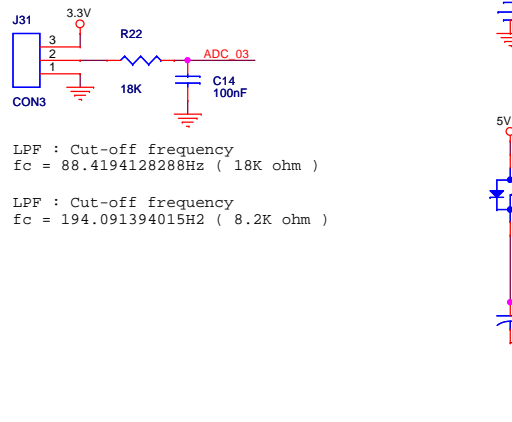 J31
3.3V
3
2
1
CON3
R22
18K
ADC_03
C14
100nF
LPF : Cut-off frequency
fc = 88.4194128288Hz ( 18K ohm )
LPF : Cut-off frequency
fc = 194.091394015H2 ( 8.2K ohm )
5V